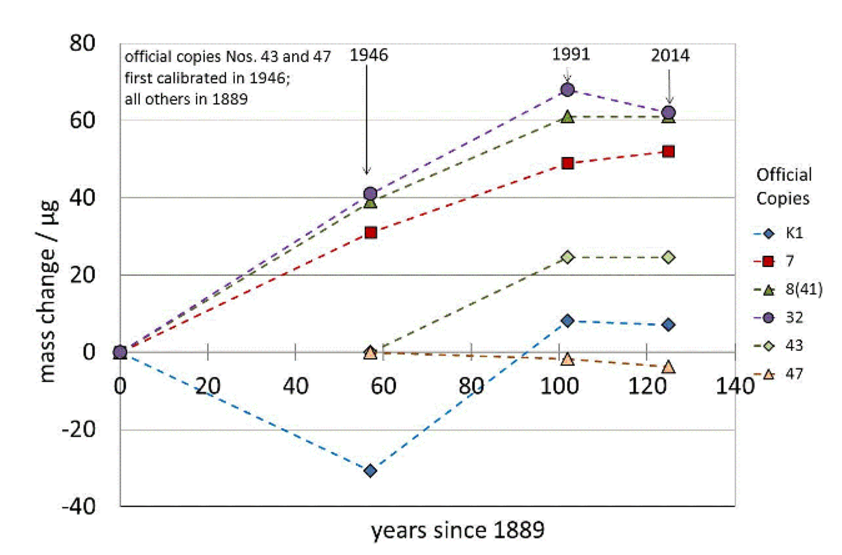 80
official copies Nos. 43 and 47
first calibrated in 1946;
all others in 1889
1946
1991
2014
60
40
20
0
-20
-40
mass change / µg
0 20 40 60 80 100 120 140
years since 1889
Official
Copies
K1
7
8(41)
32
43
47